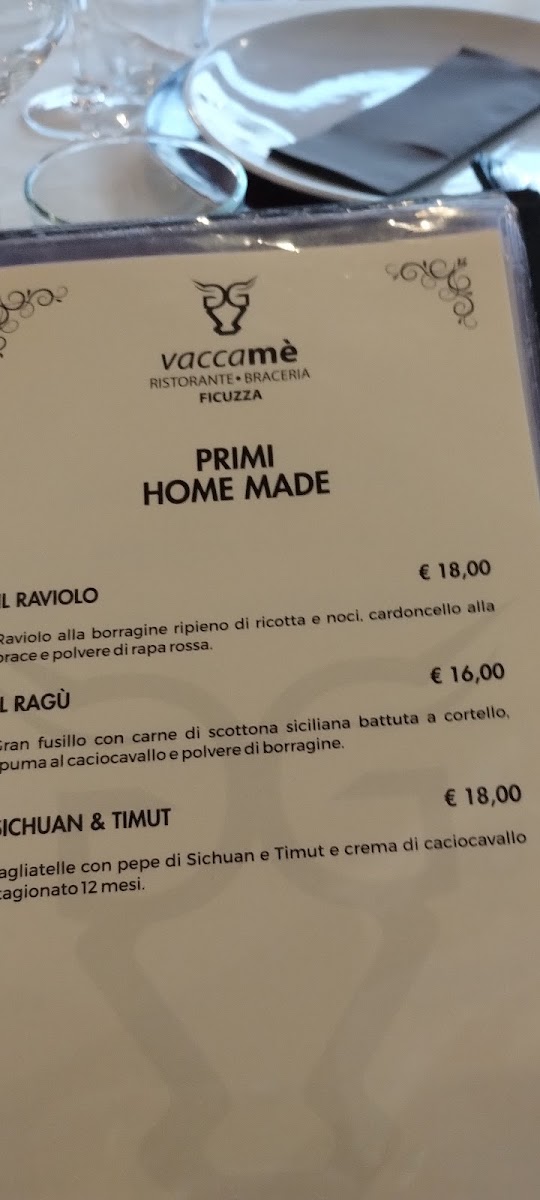 vaccamè
RISTORANTE • BRACERIA
FICUZZA
PRIMI
HOME MADE
IL RAVIOLO € 18,00
Raviolo alla borragine ripieno di ricotta e noci, cardoncello alla
brace e polvere di rapa rossa.
IL RAGÙ € 16,00
Gran fusillo con carne di scottona siciliana battuta a cortello,
spuma al caciocavallo e polvere di borragine.
SICHUAN & TIMUT € 18,00
Tagliatelle con pepe di Sichuan e Timut e crema di caciocavallo
stagionato 12 mesi.